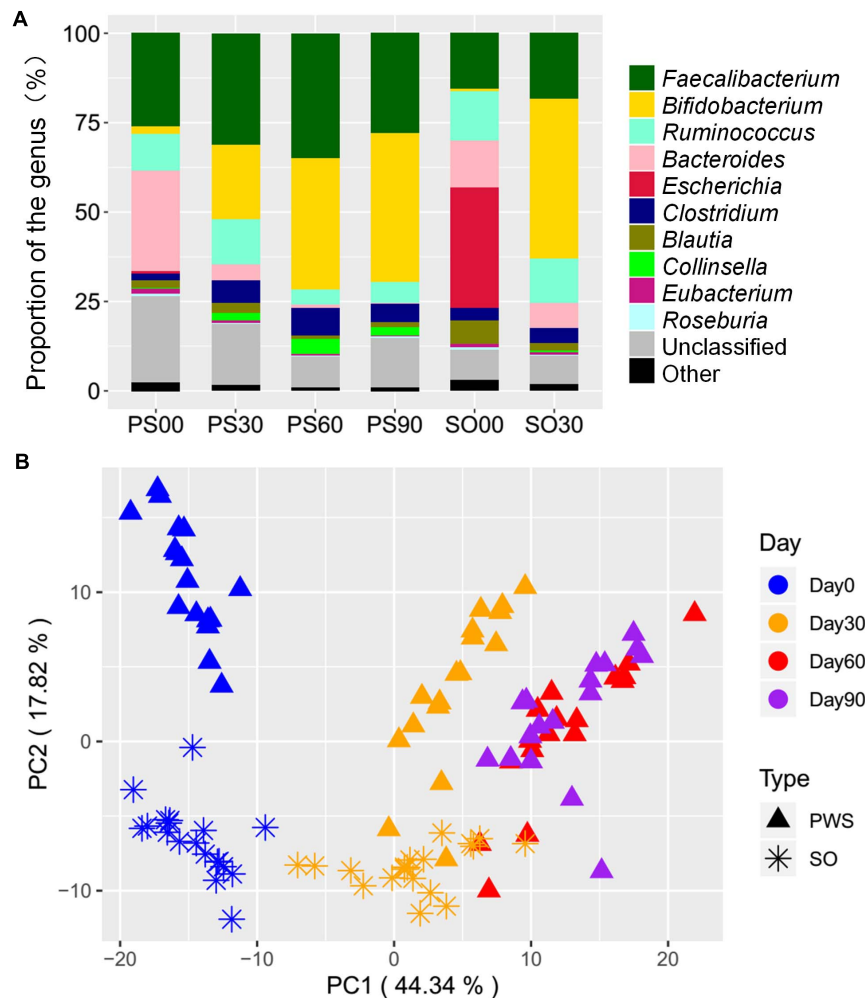 A
Proportion of the genus (%)
100
75
50
25
0
PS00 PS30 PS60 PS90 SO00 SO30
Faecalibacterium
Bifidobacterium
Ruminococcus
Bacteroides
Escherichia
Clostridium
Blautia
Collinsella
Eubacterium
Roseburia
Unclassified
Other
B
PC2 ( 17.82 % )
10
0
−10
−20 −10 0 10 20
PC1 ( 44.34 % )
Day
Day0
Day30
Day60
Day90
Type
PWS
SO